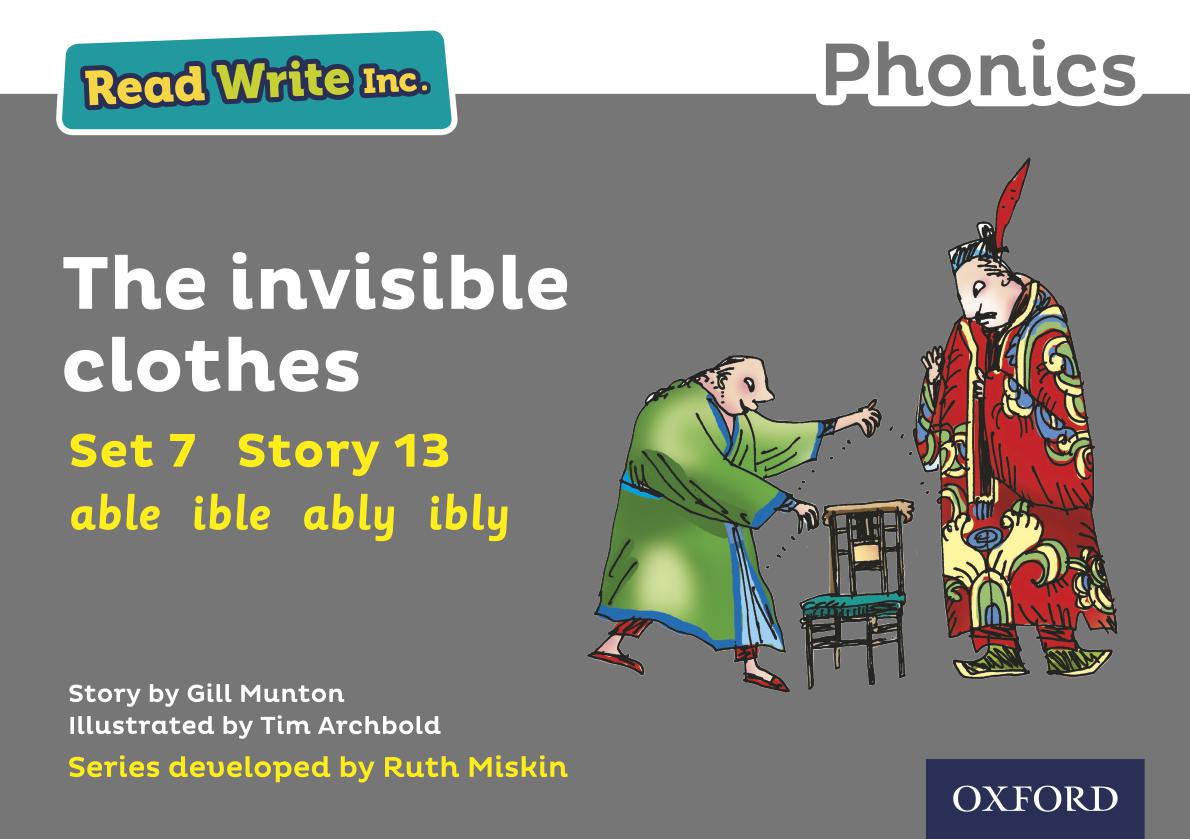 Read Write Inc.
Phonics
The invisible
clothes
Set 7 Story 13
able ible ably ibly
Story by Gill Munton
Illustrated by Tim Archbold
Series developed by Ruth Miskin
OXFORD